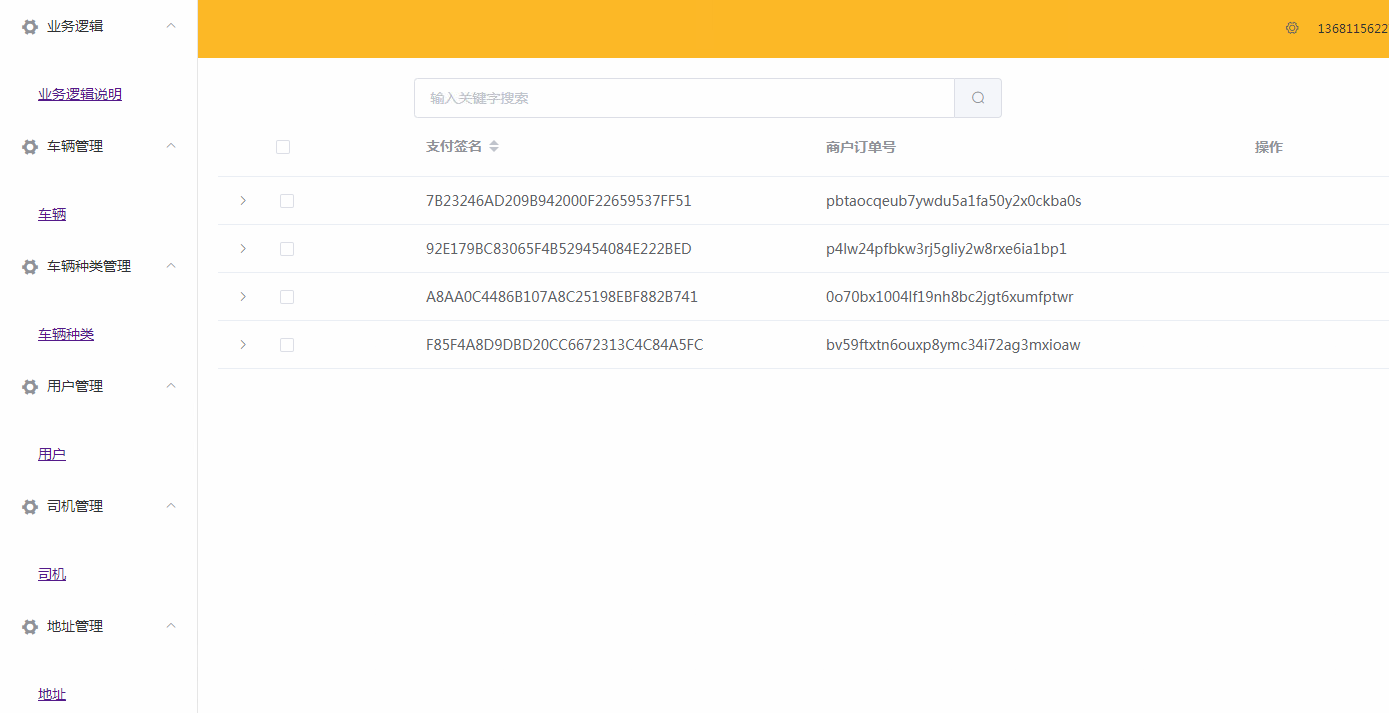 业务逻辑
业务逻辑说明
车辆管理
车辆
车辆种类管理
车辆种类
用户管理
用户
司机管理
司机
地址管理
地址
1368115622
输入关键字搜索
支付签名 商户订单号 操作
7B23246AD209B942000F22659537FF51 pbtaocqeub7ywdu5a1fa50y2x0ckba0s
92E179BC83065F4B529454084E222BED p4lw24pfbkw3rj5gliy2w8rxe6ia1bp1
A8AA0C4486B107A8C25198EBF882B741 0o70bx1004lf19nh8bc2jgt6xumfptwr
F85F4A8D9DBD20CC6672313C4C84A5FC bv59ftxtn6ouxp8ymc34i72ag3mxioaw